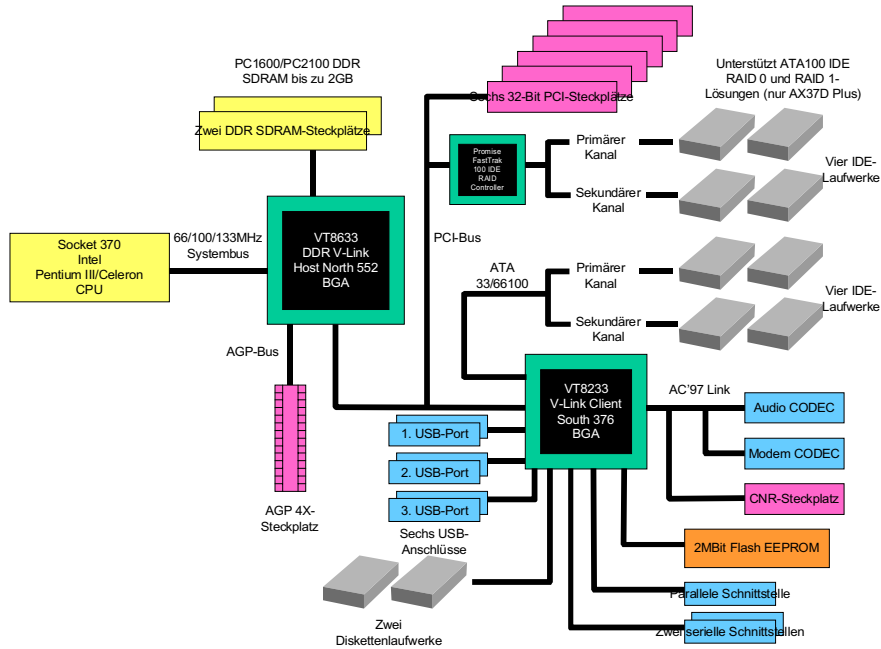 PC1600/PC2100 DDR
SDRAM bis zu 2GB
Zwei DDR SDRAM-Steckplätze
Sechs 32-Bit PCI-Steckplätze
Unterstützt ATA100 IDE
RAID 0 und RAID 1-
Lösungen (nur AX37D Plus)
Promise
FastTrak
100 IDE
RAID
Controller
Primärer
Kanal
Sekundärer
Kanal
Vier IDE-
Laufwerke
Socket 370
Intel
Pentium III/Celeron
CPU
66/100/133MHz
Systembus
VT8633
DDR V-Link
Host North 552
BGA
PCI-Bus
ATA
33/66100
Primärer
Kanal
Sekundärer
Kanal
Vier IDE-
Laufwerke
AGP-Bus
AGP 4X-
Steckplatz
VT8233
V-Link Client
South 376
BGA
AC'97 Link
Audio CODEC
Modem CODEC
CNR-Steckplatz
1. USB-Port
2. USB-Port
3. USB-Port
Sechs USB-
Anschlüsse
2MBit Flash EEPROM
Parallele Schnittstelle
Zwei serielle Schnittstellen
Zwei
Diskettenlaufwerke